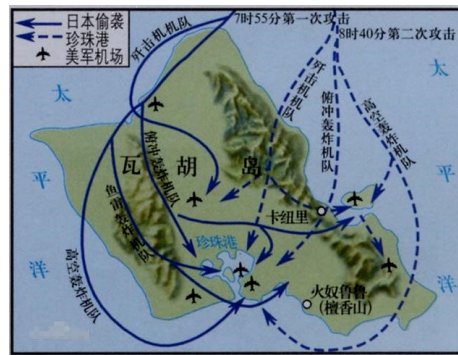 日本偷袭
珍珠港
美军机场
7时55分第一次攻击
8时40分第二次攻击
歼击机机队
歼击机机队
俯冲轰炸机队
高空轰炸机队
太
平
洋
太
平
洋
瓦胡岛
俯冲轰炸机队
鱼雷轰炸机队
高空轰炸机队
卡纽里
珍珠港
火奴鲁鲁
(檀香山)